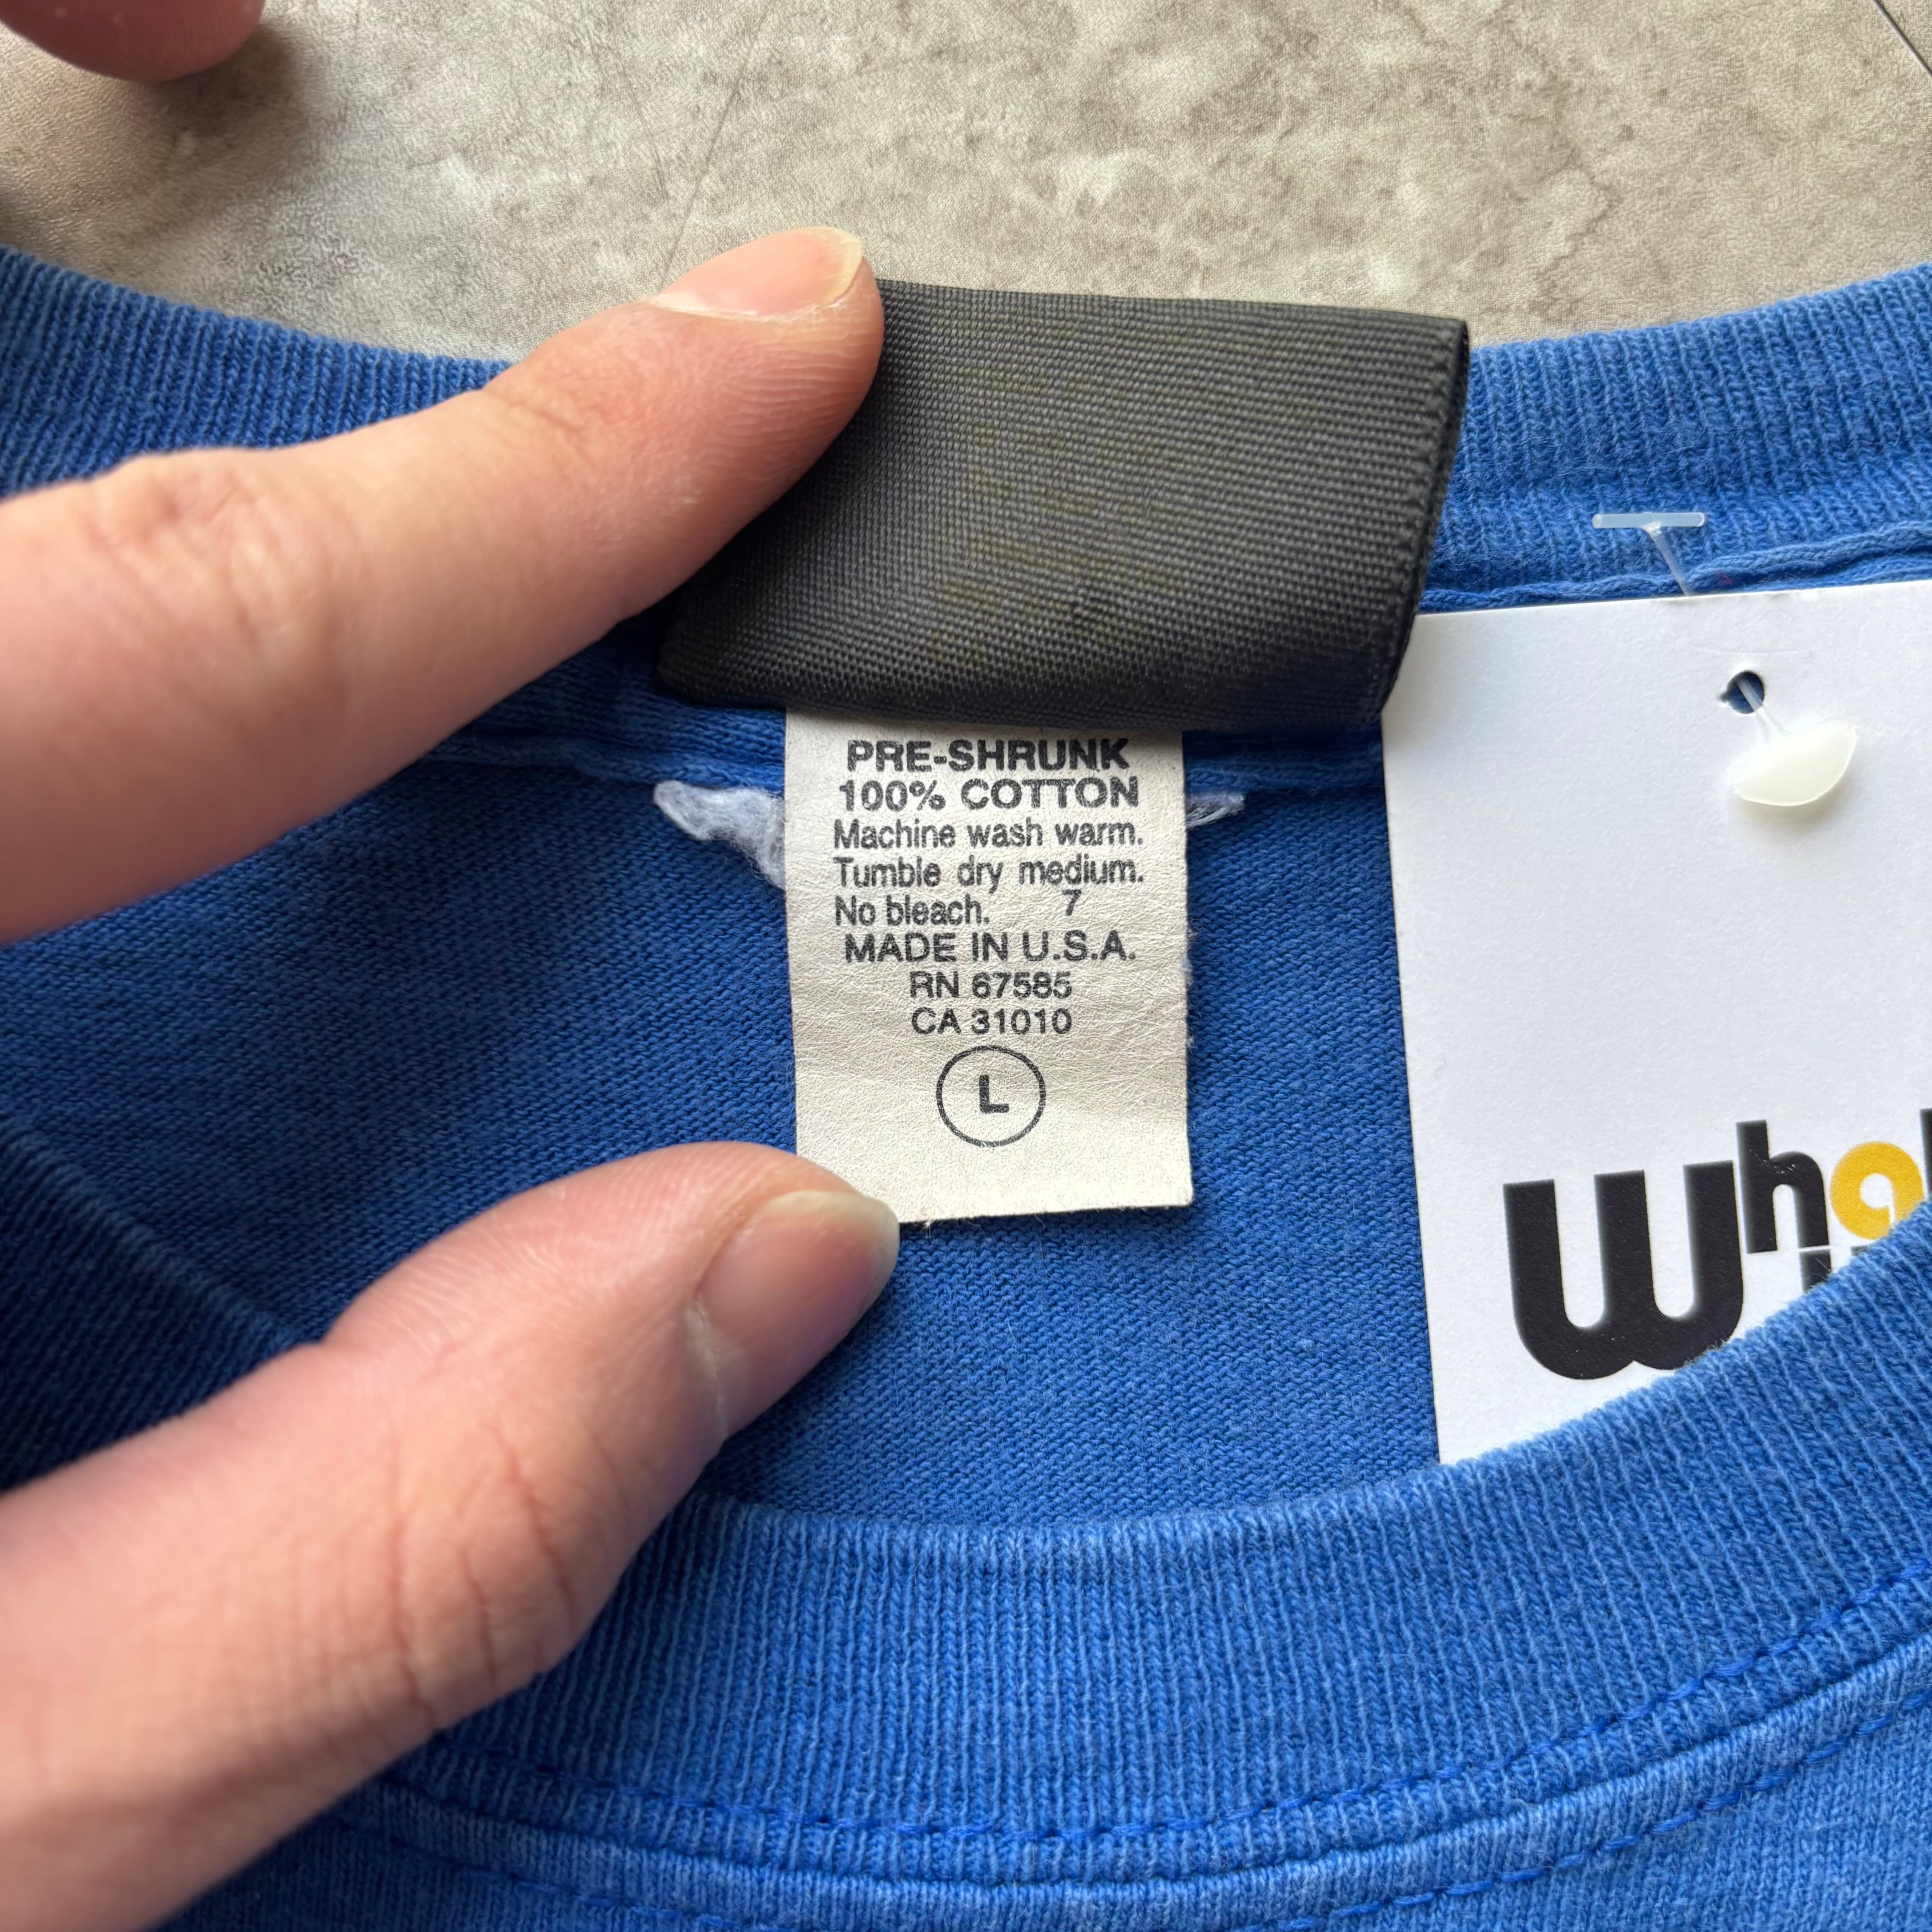 PRE-SHRUNK
100% COTTON
Machine wash warm.
Tumble dry medium.
No bleach. 7
MADE IN U.S.A.
RN 67585
CA 31010
L